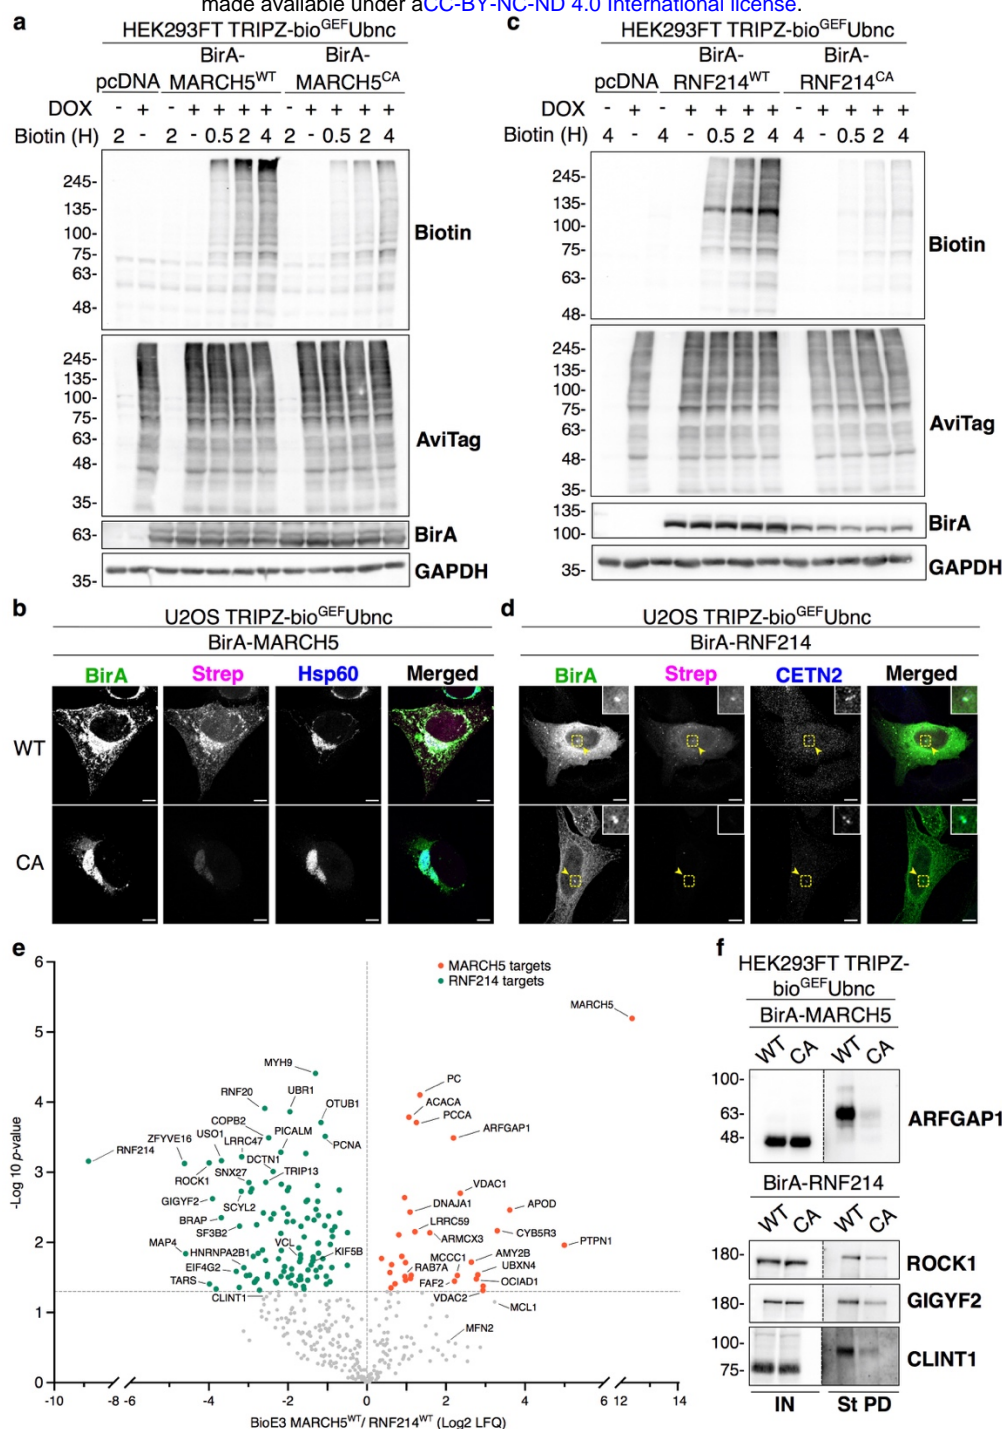 made available under aCC-BY-NC-ND 4.0 International license.
a
HEK293FT TRIPZ-bioGEFUbnc
pcDNA
BirA-
MARCH5WT
BirA-
MARCH5CA
DOX - + - + + + + - + + + +
Biotin (H) 2 - 2 - 0.5 2 4 2 - 0.5 2 4
245-
135-
100-
75-
63-
48-
Biotin
245-
135-
100-
75-
63-
48-
35-
AviTag
63-
BirA
35-
GAPDH
c
HEK293FT TRIPZ-bioGEFUbnc
pcDNA
BirA-
RNF214WT
BirA-
RNF214CA
DOX - + - + + + + - + + + +
Biotin (H) 4 - 4 - 0.5 2 4 4 - 0.5 2 4
245-
135-
100-
75-
63-
48-
Biotin
245-
135-
100-
75-
63-
48-
35-
AviTag
135-
100-
BirA
35-
GAPDH
b
U2OS TRIPZ-bioGEFUbnc
BirA-MARCH5
BirA Strep Hsp60 Merged
WT
CA
d
U2OS TRIPZ-bioGEFUbnc
BirA-RNF214
BirA Strep CETN2 Merged
e
-Log 10 p-value
6
5
4
3
2
1
0
MARCH5 targets
RNF214 targets
MARCH5
MYH9
PC
RNF20
UBR1
OTUB1
ACACA
PCCA
COPB2
PICALM
ARFGAP1
ZFYVE16
USO1
LRRC47
PCNA
RNF214
DCTN1
ROCK1
SNX27
TRIP13
VDAC1
GIGYF2
SCYL2
DNAJA1
APOD
BRAP
SF3B2
LRRC59
CYB5R3
ARMCX3
PTPN1
MAP4
HNRNPA2B1
VCL
KIF5B
MCCC1
AMY2B
EIF4G2
RAB7A
UBXN4
TARS
FAF2
OCIAD1
CLINT1
VDAC2
MCL1
MFN2
-10 -8 -6 -4 -2 0 2 4 6 12 14
BioE3 MARCH5WT/ RNF214WT (Log2 LFQ)
f
HEK293FT TRIPZ-
bioGEFUbnc
BirA-MARCH5
WT CA WT CA
100-
63-
48-
ARFGAP1
BirA-RNF214
WT CA WT CA
180-
ROCK1
180-
GIGYF2
100-
75-
CLINT1
IN St PD